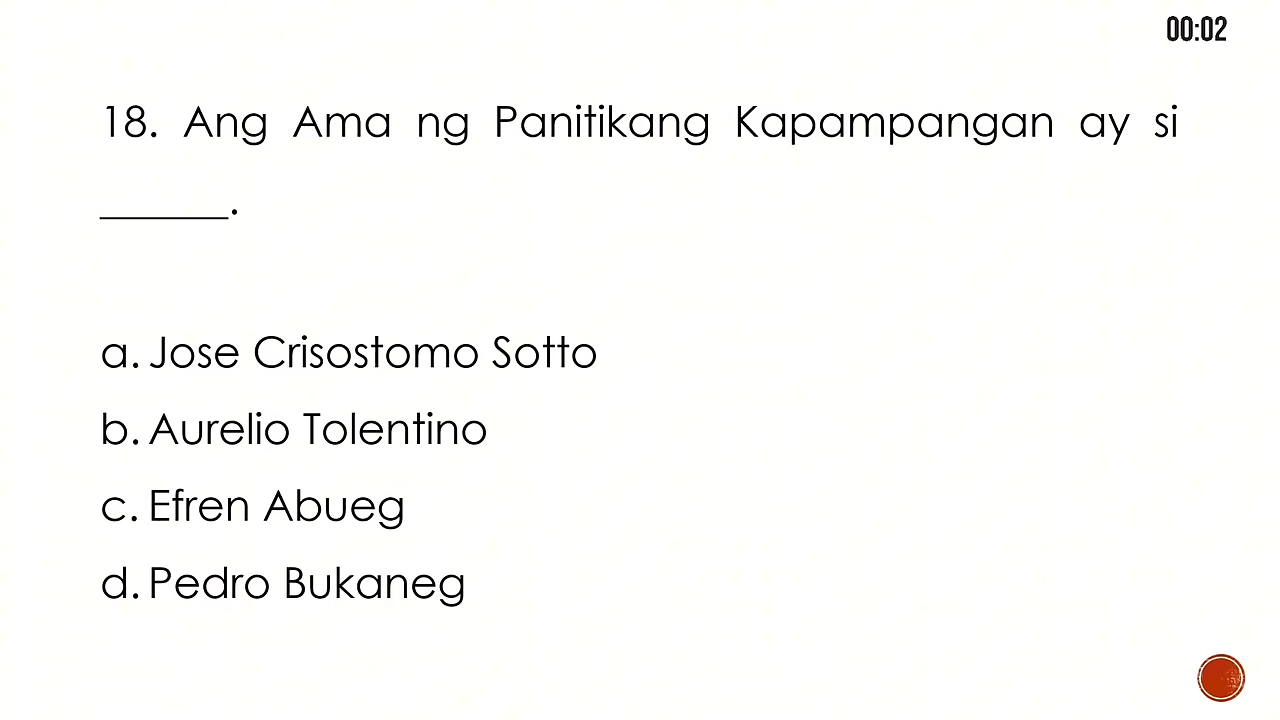 00:02
18. Ang Ama ng Panitikang Kapampangan ay si
______.
a. Jose Crisostomo Sotto
b. Aurelio Tolentino
c. Efren Abueg
d. Pedro Bukaneg